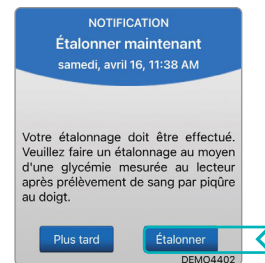 NOTIFICATION
Étalonner maintenant
samedi, avril 16, 11:38 AM
Votre étalonnage doit être effectué.
Veuillez faire un étalonnage au moyen
d'une glycémie mesurée au lecteur
après prélèvement de sang par piqûre
au doigt.
Plus tard
Étalonner
DEMO4402